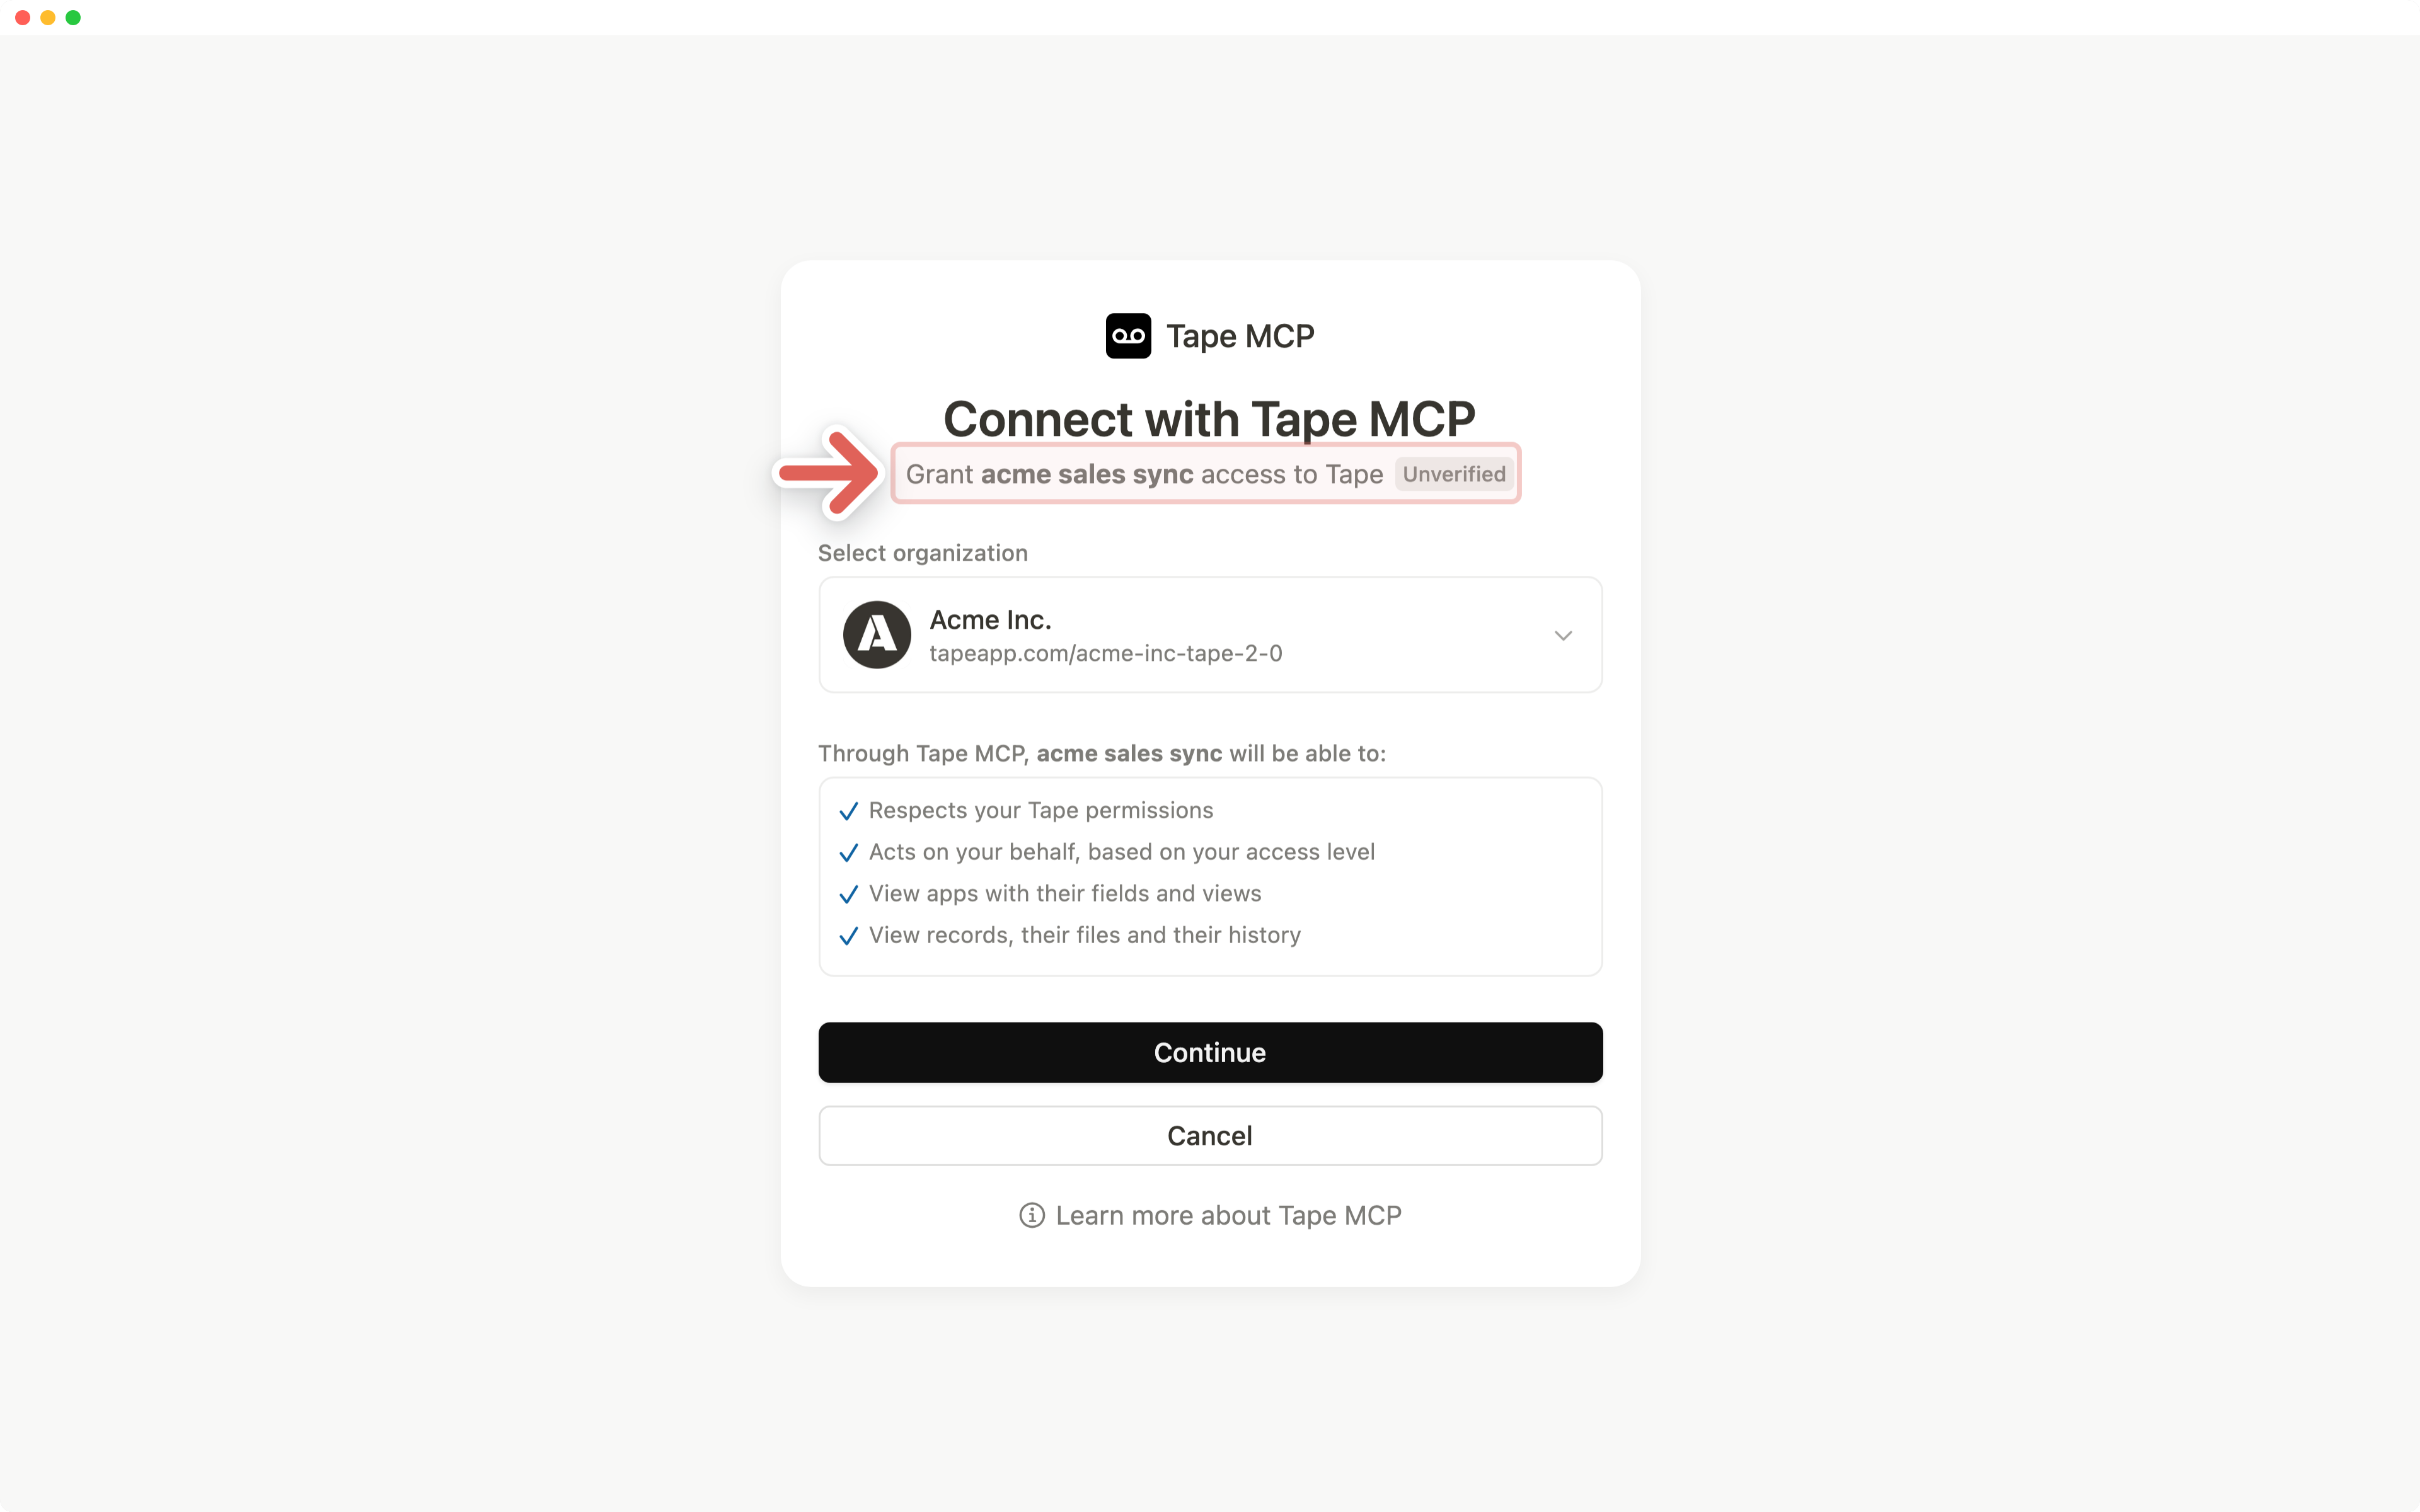 Tape MCP
Connect with Tape MCP
Grant acme sales sync access to Tape Unverified
Select organization
Acme Inc.
tapeapp.com/acme-inc-tape-2-0
Through Tape MCP, acme sales sync will be able to:
Respects your Tape permissions
Acts on your behalf, based on your access level
View apps with their fields and views
View records, their files and their history
Continue
Cancel
Learn more about Tape MCP